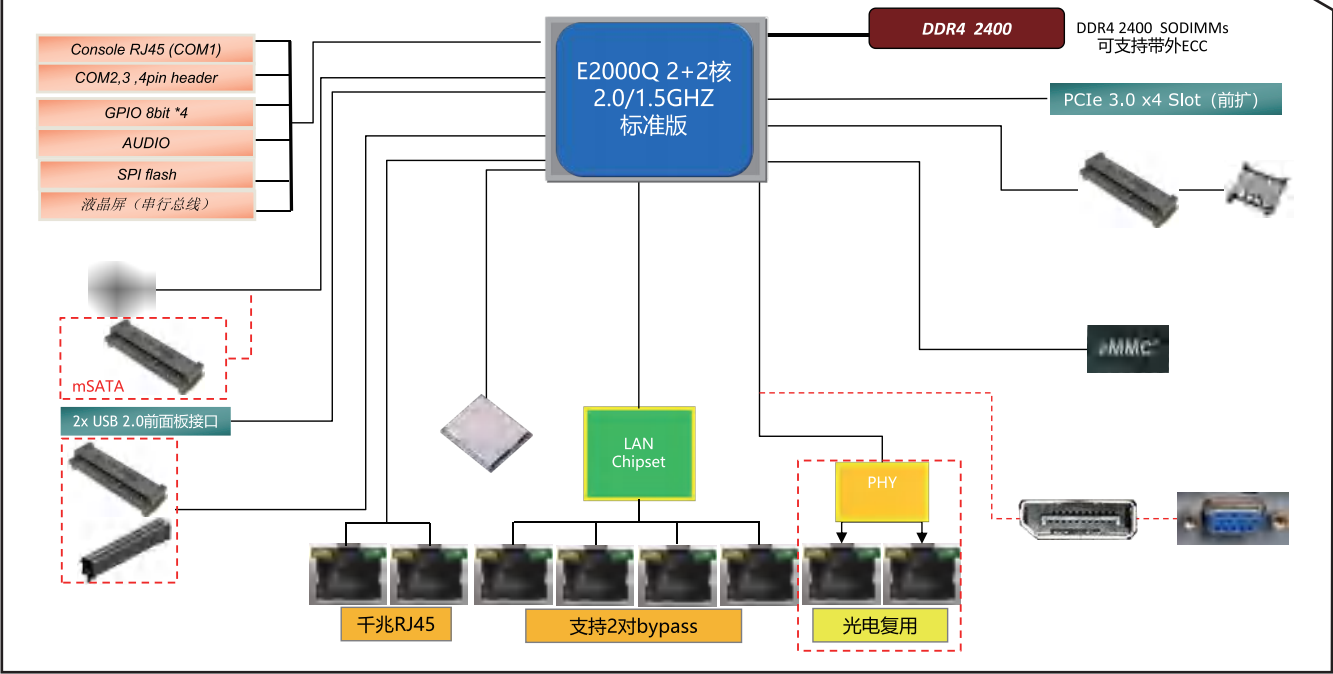 Console RJ45 (COM1)
COM2,3 ,4pin header
GPIO 8bit *4
AUDIO
SPI flash
液晶屏（串行总线）
E2000Q 2+2核
2.0/1.5GHZ
标准版
DDR4 2400
DDR4 2400 SODIMMs
可支持带外ECC
PCIe 3.0 x4 Slot（前扩）
eMMC
mSATA
2x USB 2.0前面板接口
LAN
Chipset
PHY
千兆RJ45
支持2对bypass
光电复用